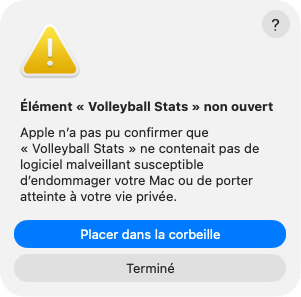 ?
Élément « Volleyball Stats » non ouvert
Apple n’a pas pu confirmer que
« Volleyball Stats » ne contenait pas de
logiciel malveillant susceptible
d’endommager votre Mac ou de porter
atteinte à votre vie privée.
Placer dans la corbeille
Terminé